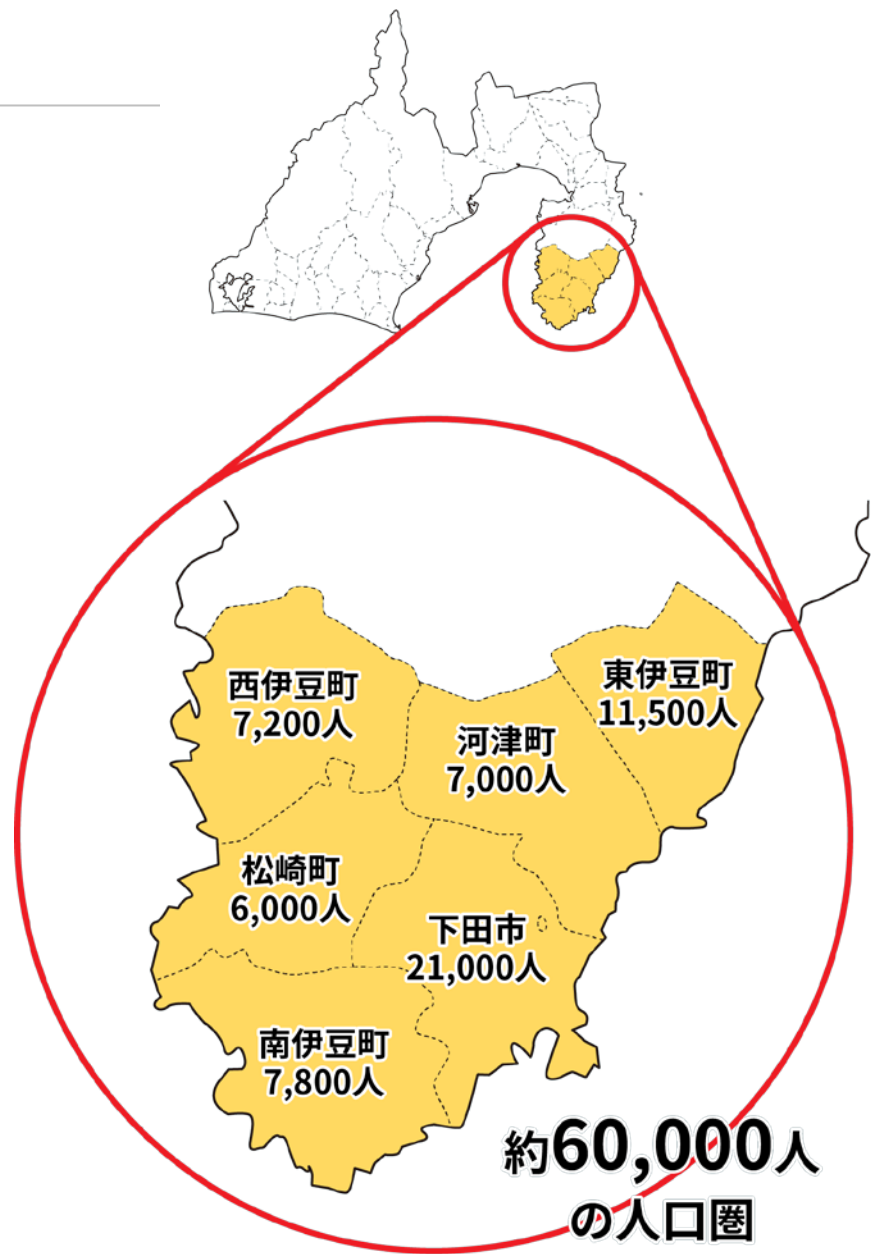 西伊豆町
7,200人
東伊豆町
11,500人
河津町
7,000人
松崎町
6,000人
下田市
21,000人
南伊豆町
7,800人
約60,000人
の人口圏